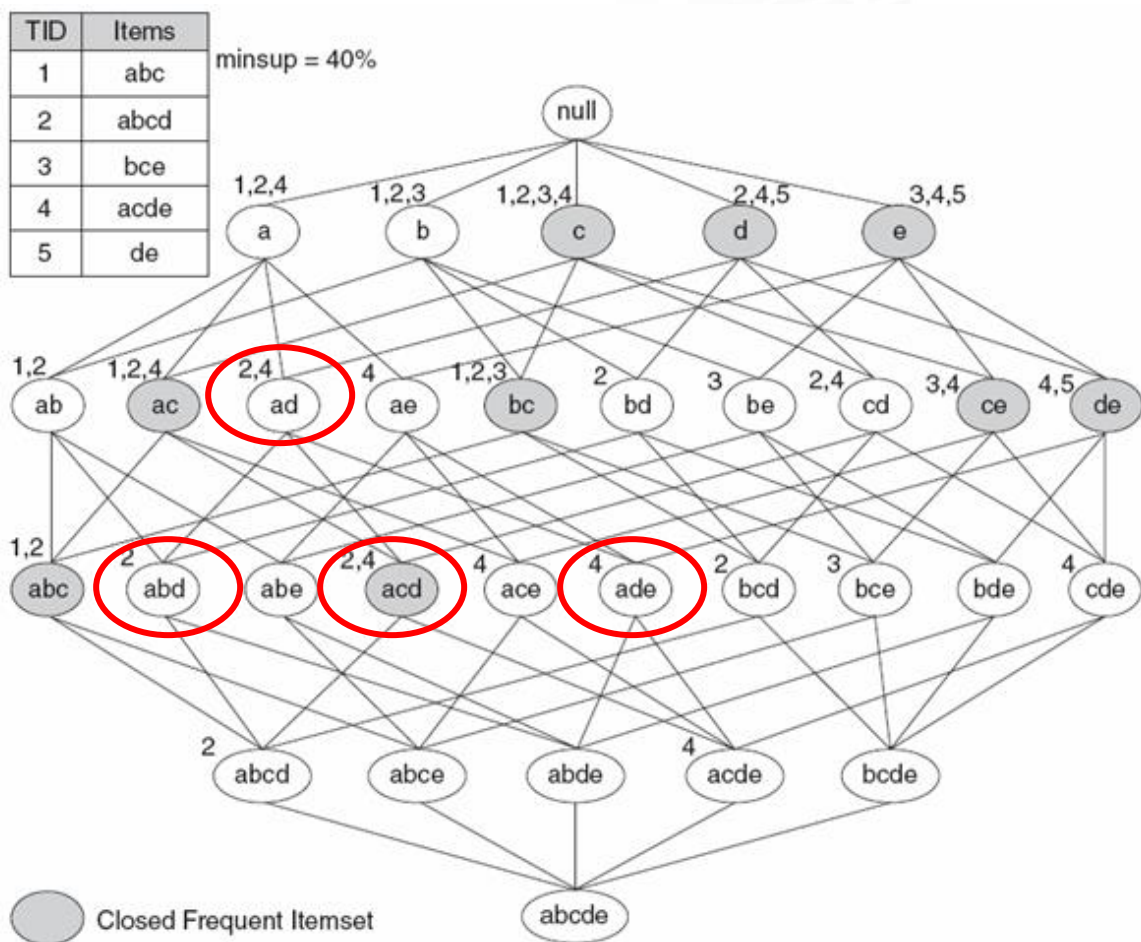 TID Items
1 abc
2 abcd
3 bce
4 acde
5 de
minsup = 40%
null
1,2,4 1,2,3 1,2,3,4 2,4,5 3,4,5
a b c d e
1,2 1,2,4 2,4 4 1,2,3 2 3 2,4 3,4 4,5
ab ac ad ae bc bd be cd ce de
1,2 2 2,4 4 4 2 3 4
abc abd abe acd ace ade bcd bce bde cde
2 4
abcd abce abde acde bcde
abcde
Closed Frequent Itemset